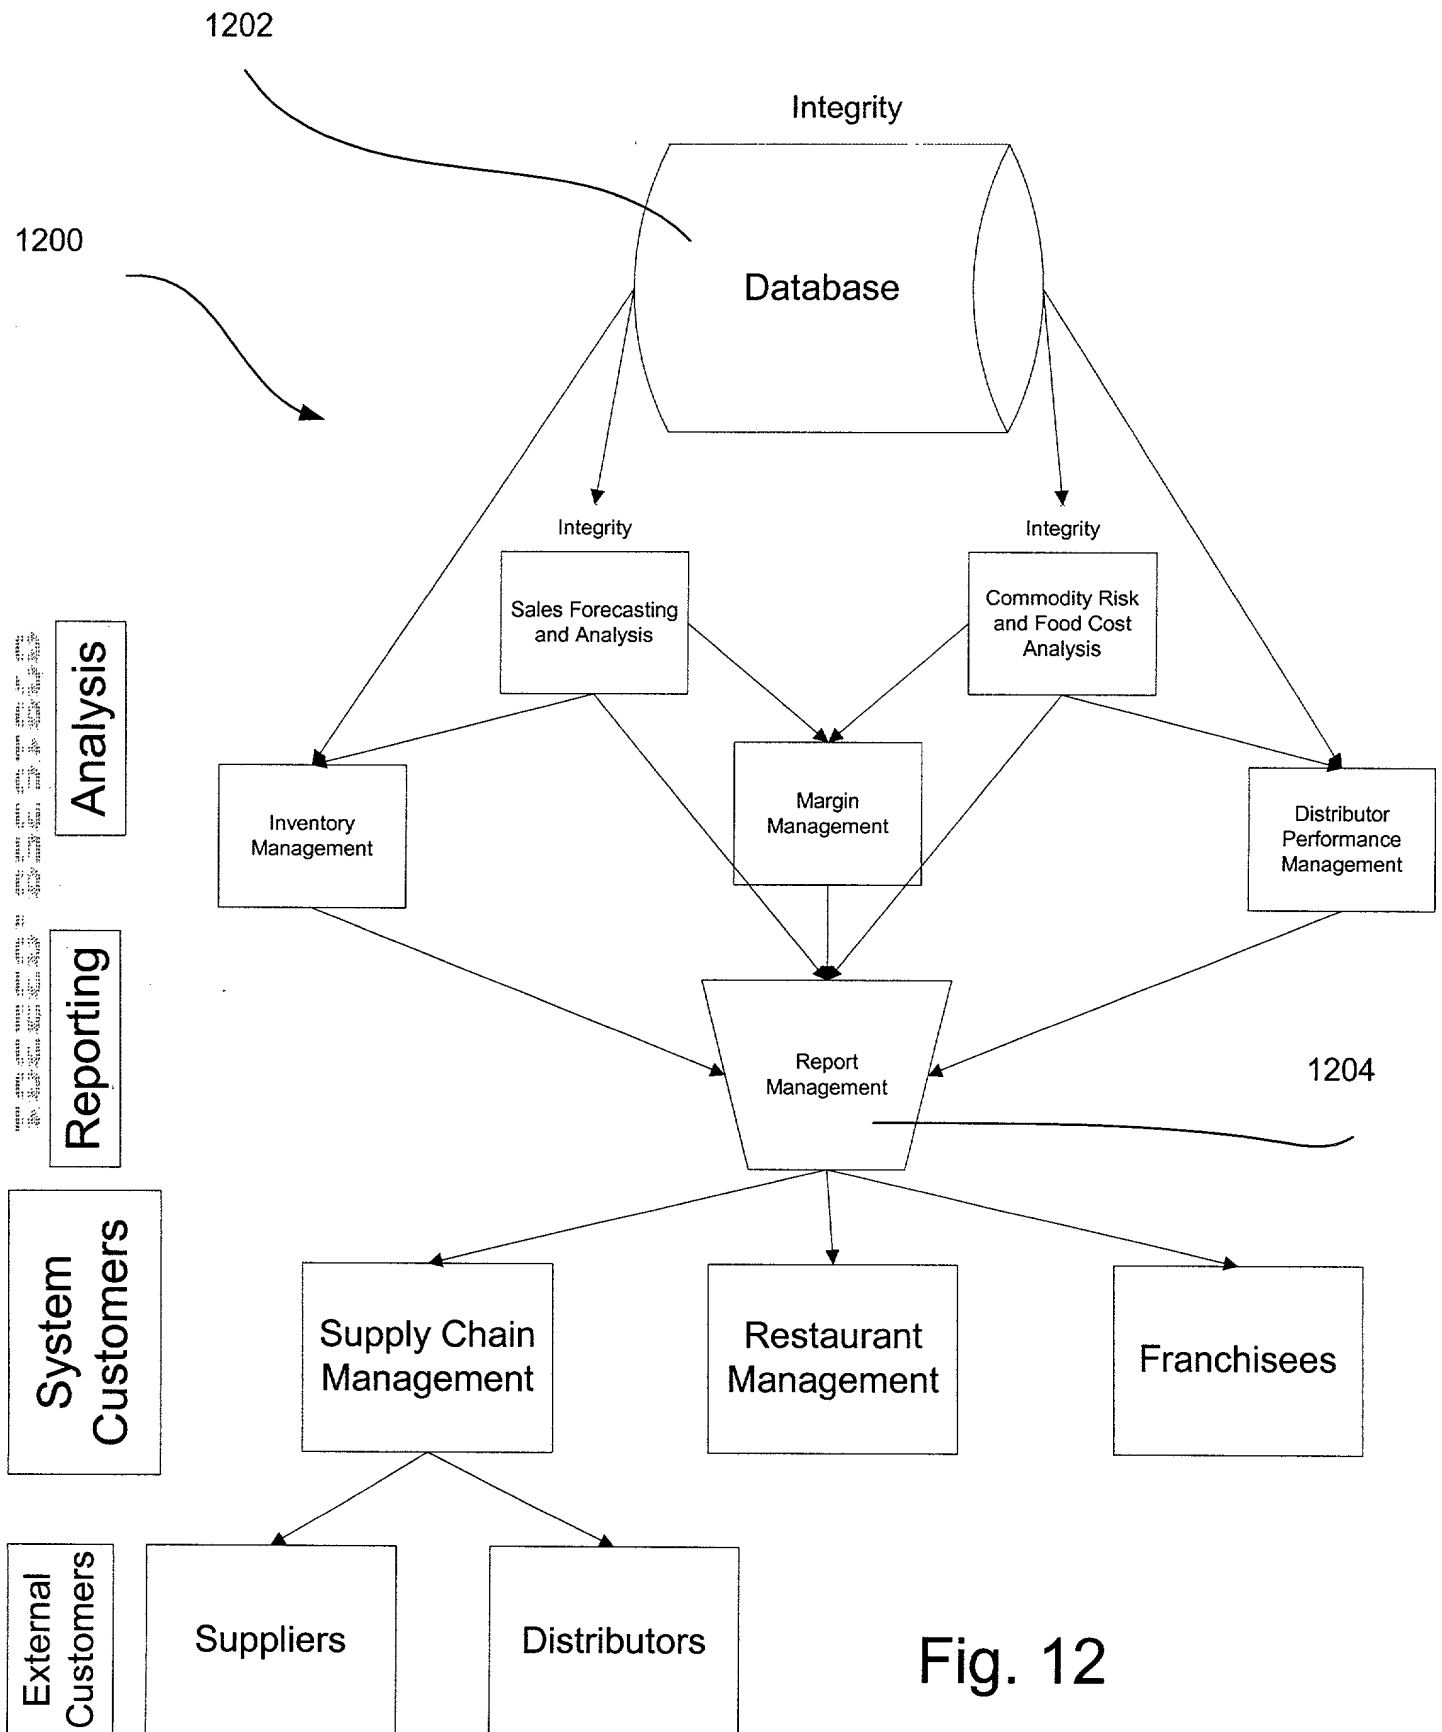 1202
Integrity
1200
Database
Integrity
Integrity
Sales Forecasting
and Analysis
Commodity Risk
and Food Cost
Analysis
Analysis
Inventory
Management
Margin
Management
Distributor
Performance
Management
Reporting
Report
Management
1204
System
Customers
Supply Chain
Management
Restaurant
Management
Franchisees
External
Customers
Suppliers
Distributors
Fig. 12